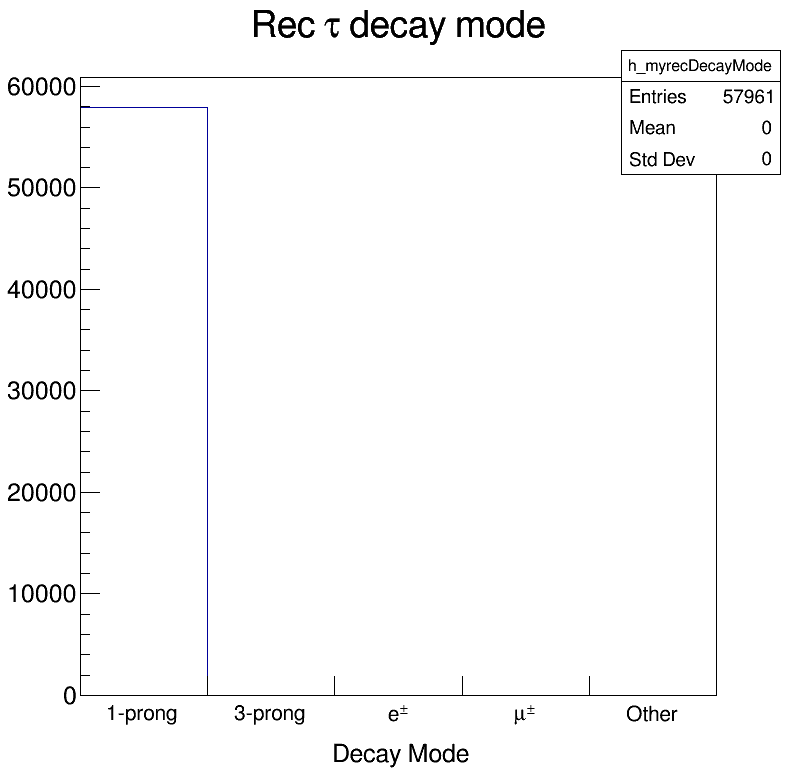 Rec τ decay mode
h_myrecDecayMode
Entries 57961
Mean 0
Std Dev 0
60000
50000
40000
30000
20000
10000
0
1-prong 3-prong e± μ± Other
Decay Mode